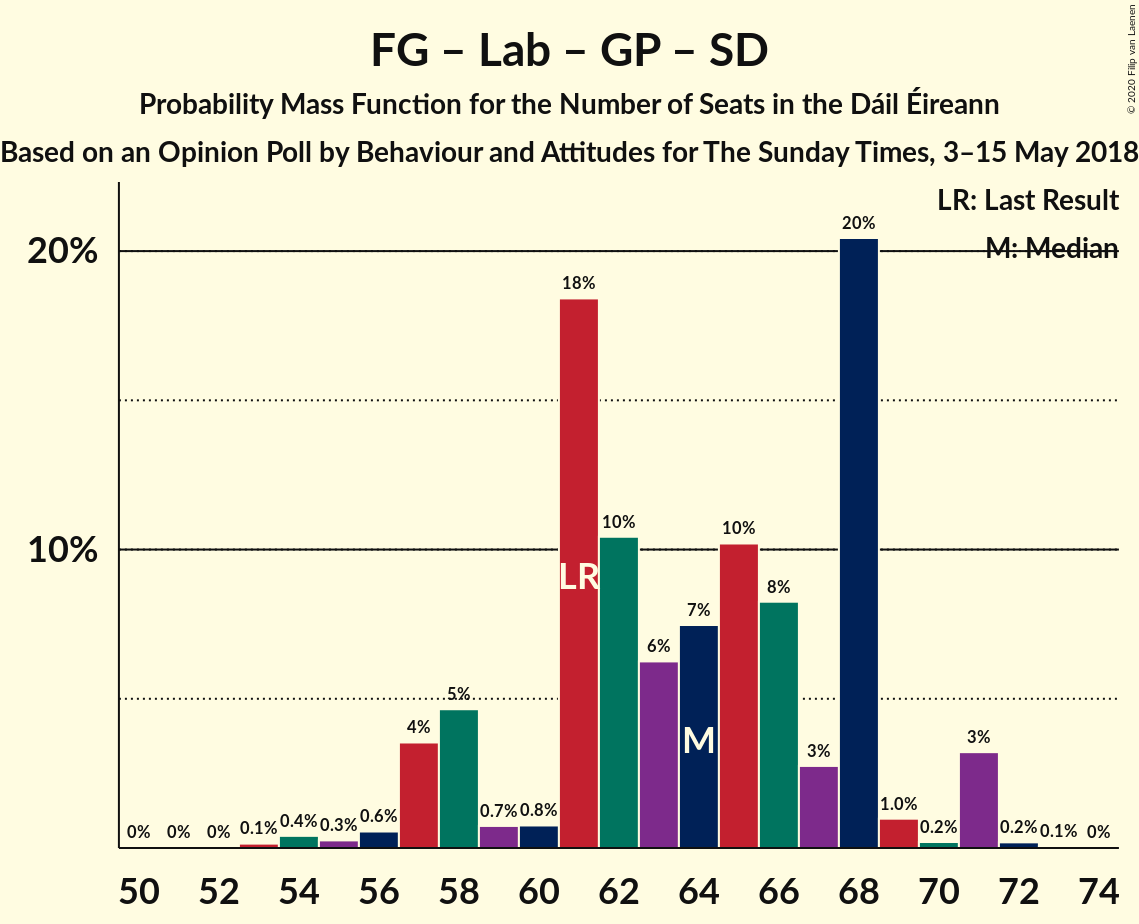 FG – Lab – GP – SD
Probability Mass Function for the Number of Seats in the Dáil Éireann
Based on an Opinion Poll by Behaviour and Attitudes for The Sunday Times, 3–15 May 2018
© 2020 Filip van Laenen
LR: Last Result
M: Median
20%
10%
0% 0% 0% 0.1% 0.4% 0.3% 0.6% 4% 5% 0.7% 0.8% 18% 10% 6% 7% 10% 8% 3% 20% 1.0% 0.2% 3% 0.2% 0.1% 0%
LR
M
50 52 54 56 58 60 62 64 66 68 70 72 74